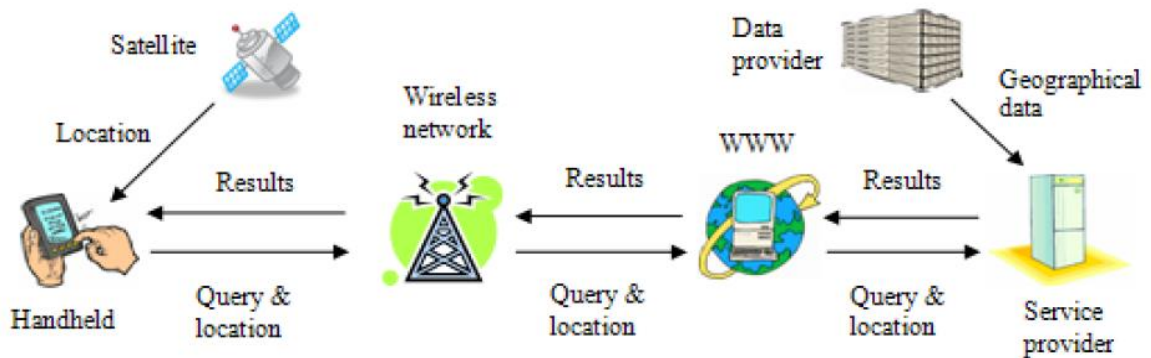 Satellite
Data
provider
Wireless
network
Geographical
data
Location
WWW
Results
Results
Results
Handheld
Query &
location
Query &
location
Query &
location
Service
provider